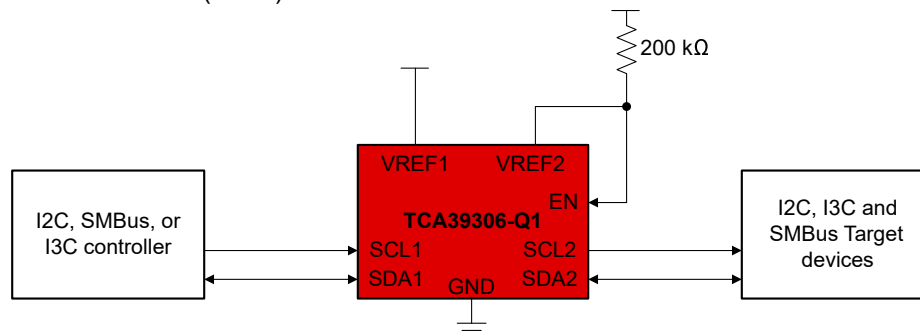 200 kΩ
VREF1
VREF2
EN
TCA39306-Q1
I2C, SMBus, or
I3C controller
SCL1
SCL2
SDA1
SDA2
GND
I2C, I3C and
SMBus Target
devices